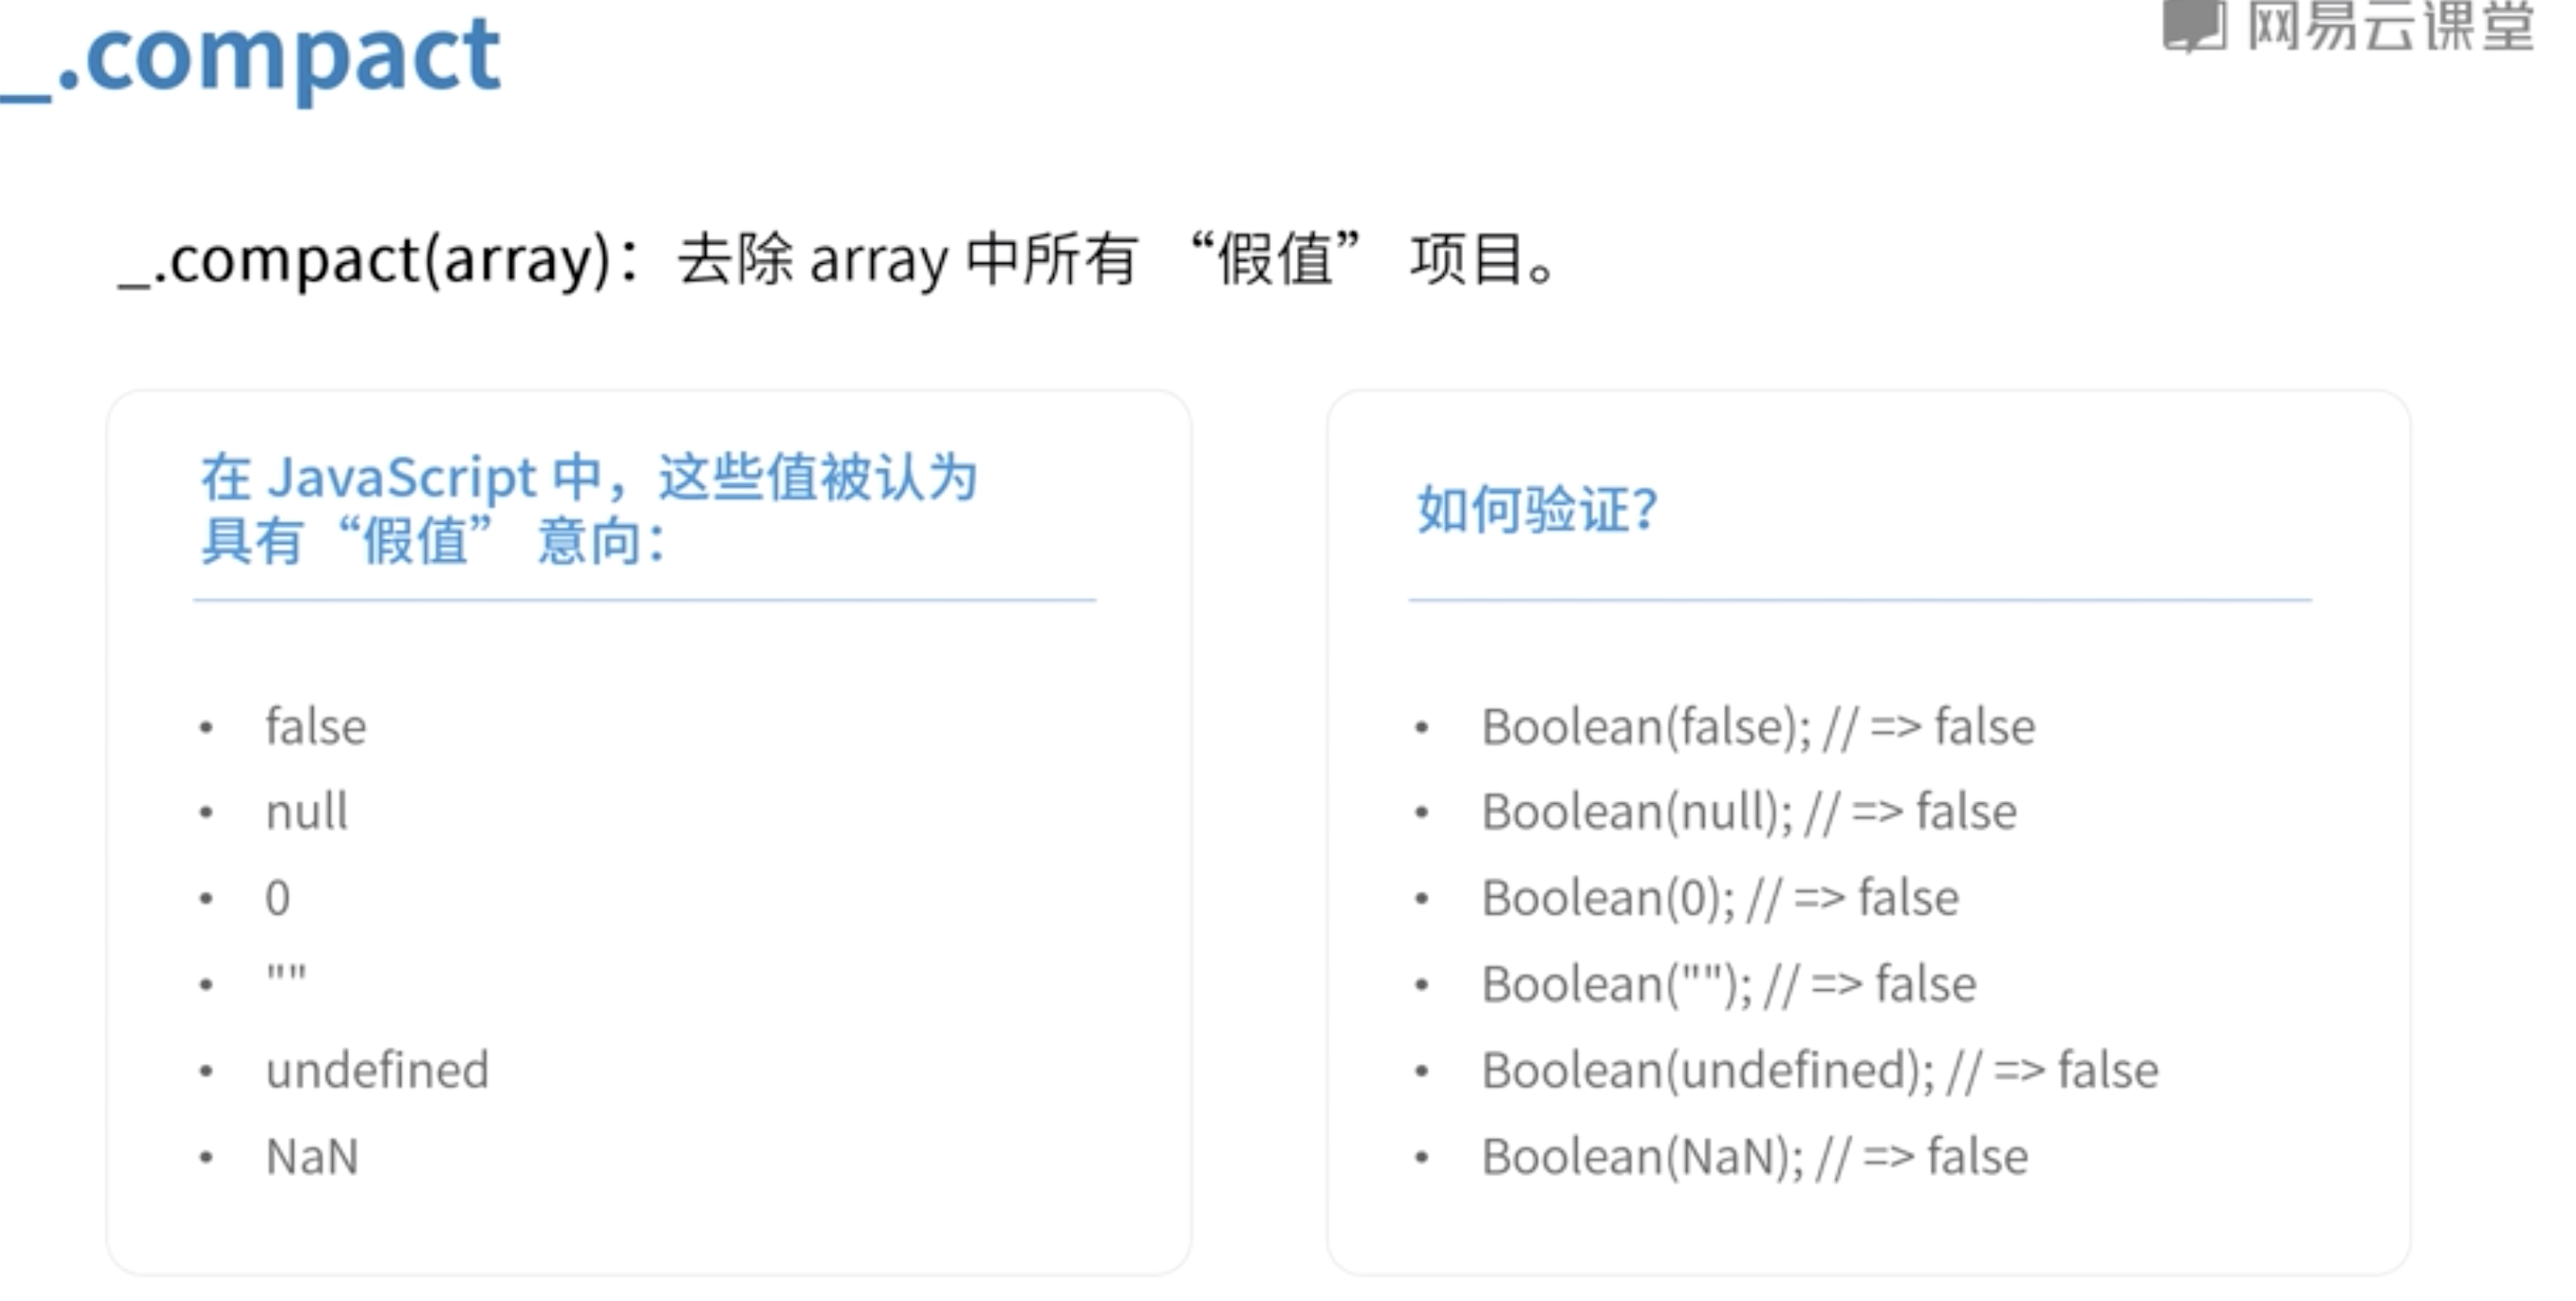 _.compact
网易云课堂
_.compact(array)：去除 array 中所有 “假值” 项目。
在 JavaScript 中，这些值被认为
具有“假值” 意向：
• false
• null
• 0
• ""
• undefined
• NaN
如何验证？
• Boolean(false); // => false
• Boolean(null); // => false
• Boolean(0); // => false
• Boolean(""); // => false
• Boolean(undefined); // => false
• Boolean(NaN); // => false